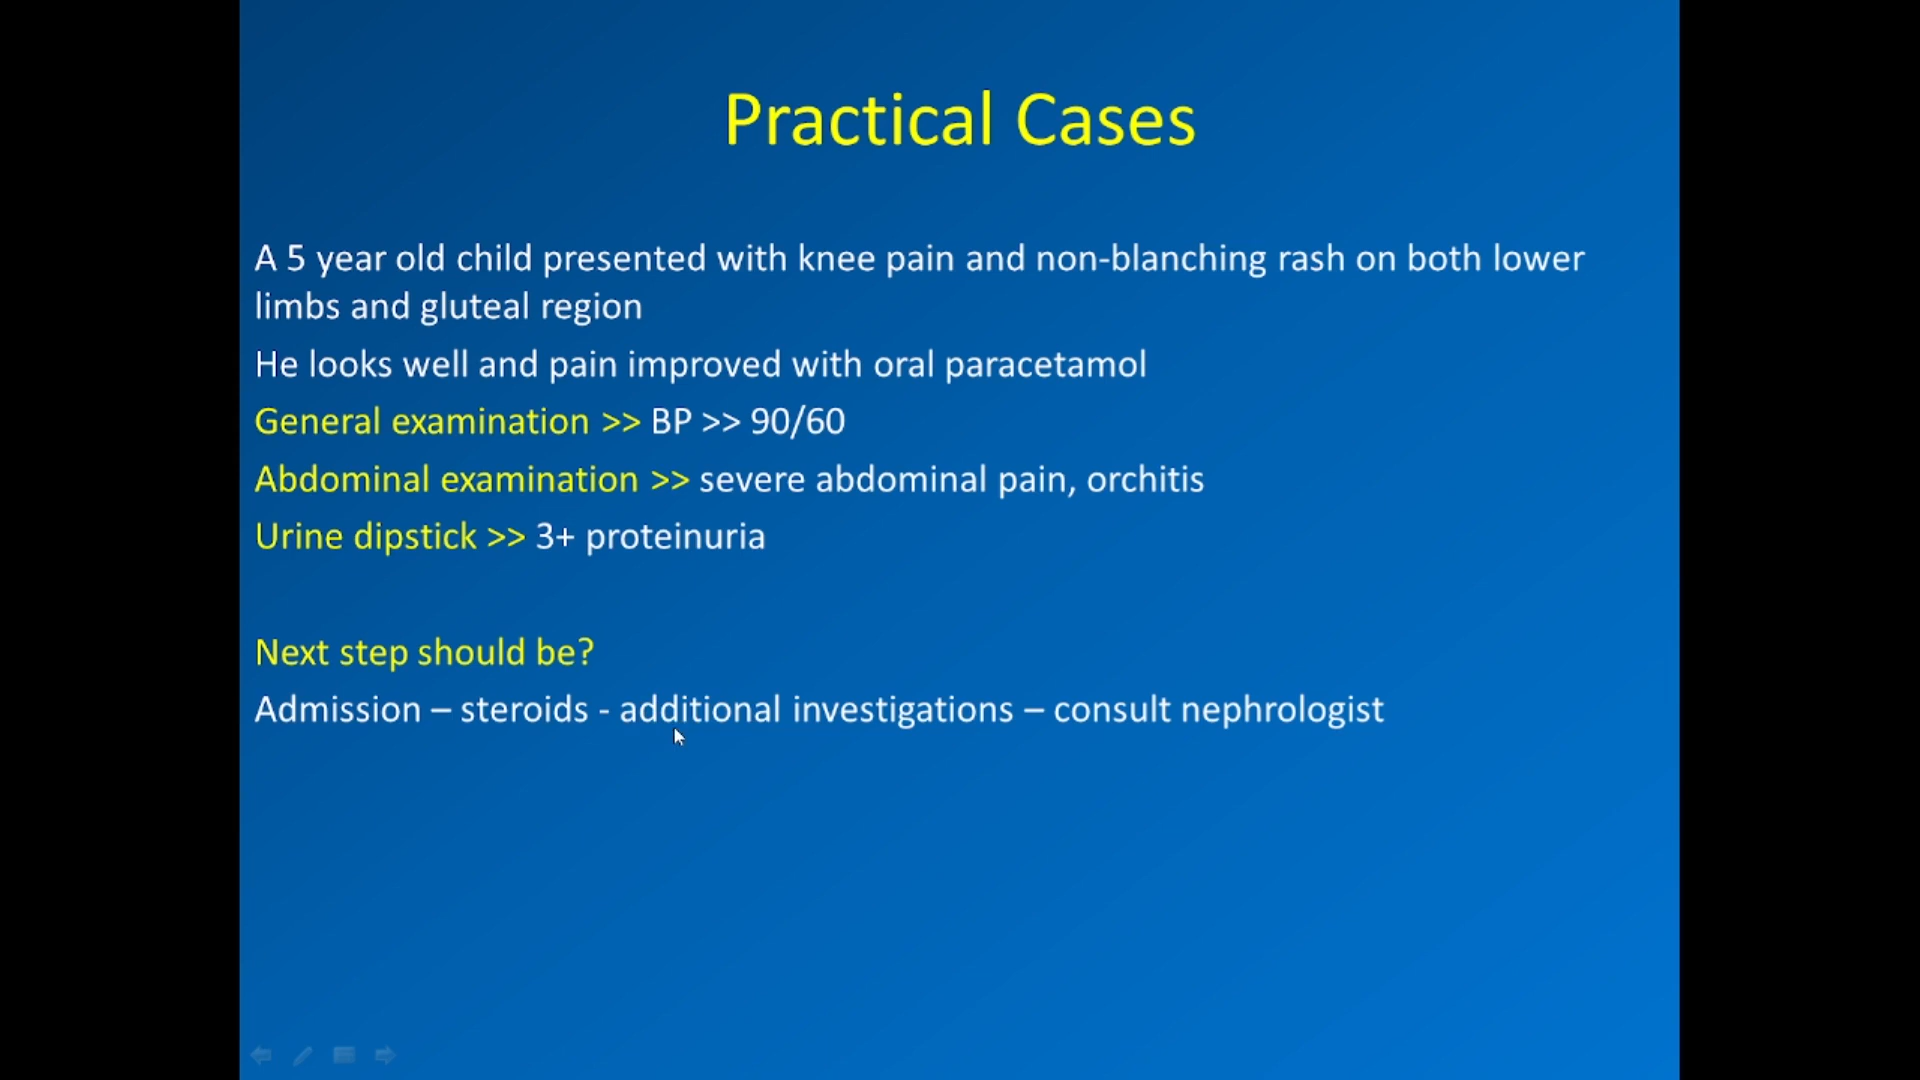 Practical Cases
A 5 year old child presented with knee pain and non-blanching rash on both lower
limbs and gluteal region
He looks well and pain improved with oral paracetamol
General examination >> BP >> 90/60
Abdominal examination >> severe abdominal pain, orchitis
Urine dipstick >> 3+ proteinuria
Next step should be?
Admission – steroids - additional investigations – consult nephrologist